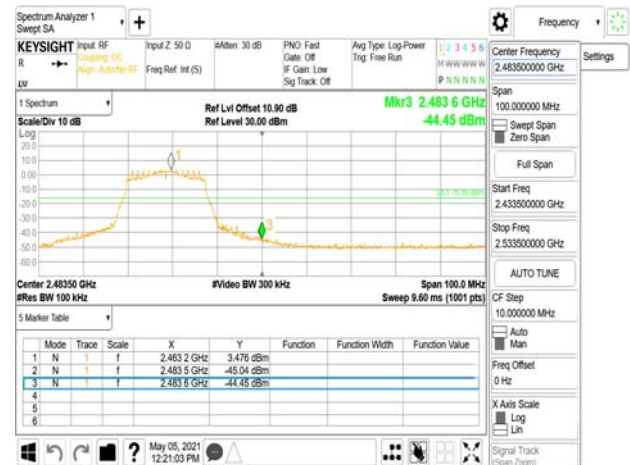 Spectrum Analyzer 1
Swept SA
Frequency
KEYSIGHT Input: RF
Coupling: DC
Align: Auto/No RF
Input Z: 50 Ω
Freq Ref: Int (S)
#Atten: 30 dB
PNO: Fast
Gate: Off
IF Gain: Low
Sig Track: Off
Avg Type: Log-Power
Trig: Free Run
1 2 3 4 5 6
M W W W W W
P N N N N N
R
Center Frequency
2.483500000 GHz
Settings
Span
100.000000 MHz
Swept Span
Zero Span
Full Span
Start Freq
2.433500000 GHz
Stop Freq
2.533500000 GHz
AUTO TUNE
CF Step
10.000000 MHz
Auto
Man
Freq Offset
0 Hz
X Axis Scale
Log
Lin
Signal Track
(Span Zoom)
1 Spectrum
Scale/Div 10 dB
Ref Lvl Offset 10.90 dB
Ref Level 30.00 dBm
Mkr3 2.483 6 GHz
-44.45 dBm
Log
20.0
10.0
0.00
-10.0
-20.0
-30.0
-40.0
-50.0
-60.0
1
3
Center 2.48350 GHz
#Res BW 100 kHz
#Video BW 300 kHz
Span 100.0 MHz
Sweep 9.60 ms (1001 pts)
5 Marker Table
Mode Trace Scale X Y Function Function Width Function Value
1 N 1 f 2.463 2 GHz 3.476 dBm
2 N 1 f 2.483 5 GHz -45.04 dBm
3 N 1 f 2.483 6 GHz -44.45 dBm
4
5
6
May 05, 2021
12:21:03 PM